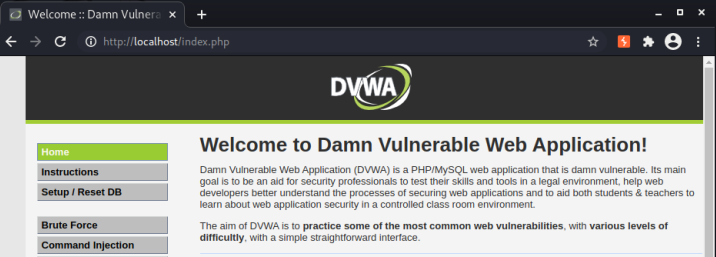 Welcome :: Damn Vulnera
http://localhost/index.php
DVWA
Home
Instructions
Setup / Reset DB
Brute Force
Command Injection
Welcome to Damn Vulnerable Web Application!
Damn Vulnerable Web Application (DVWA) is a PHP/MySQL web application that is damn vulnerable. Its main
goal is to be an aid for security professionals to test their skills and tools in a legal environment, help web
developers better understand the processes of securing web applications and to aid both students & teachers to
learn about web application security in a controlled class room environment.
The aim of DVWA is to practice some of the most common web vulnerabilities, with various levels of
difficultly, with a simple straightforward interface.